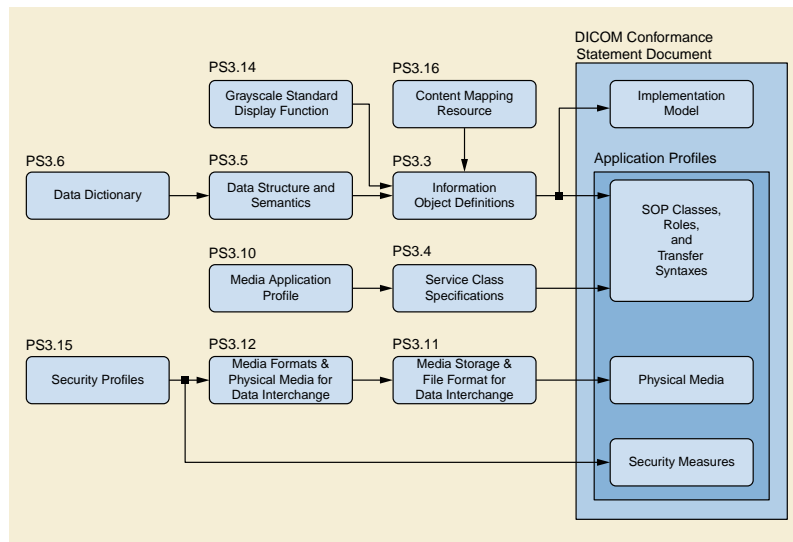 DICOM Conformance
Statement Document
PS3.14
Grayscale Standard
Display Function
PS3.16
Content Mapping
Resource
Implementation
Model
PS3.6
Data Dictionary
PS3.5
Data Structure and
Semantics
PS3.3
Information
Object Definitions
Application Profiles
SOP Classes,
Roles,
and
Transfer
Syntaxes
PS3.10
Media Application
Profile
PS3.4
Service Class
Specifications
PS3.15
Security Profiles
PS3.12
Media Formats &
Physical Media for
Data Interchange
PS3.11
Media Storage &
File Format for
Data Interchange
Physical Media
Security Measures